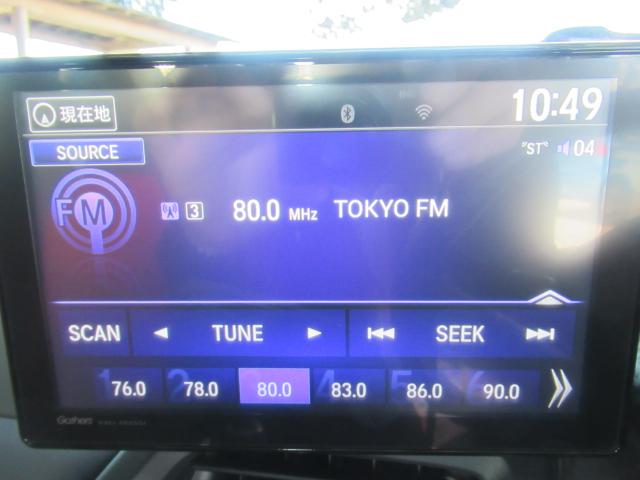 現在地 10:49
SOURCE "ST" 04
FM 3 80.0 MHz TOKYO FM
SCAN TUNE SEEK
1 76.0 2 78.0 80.0 4 83.0 5 86.0 6 90.0
Gathers